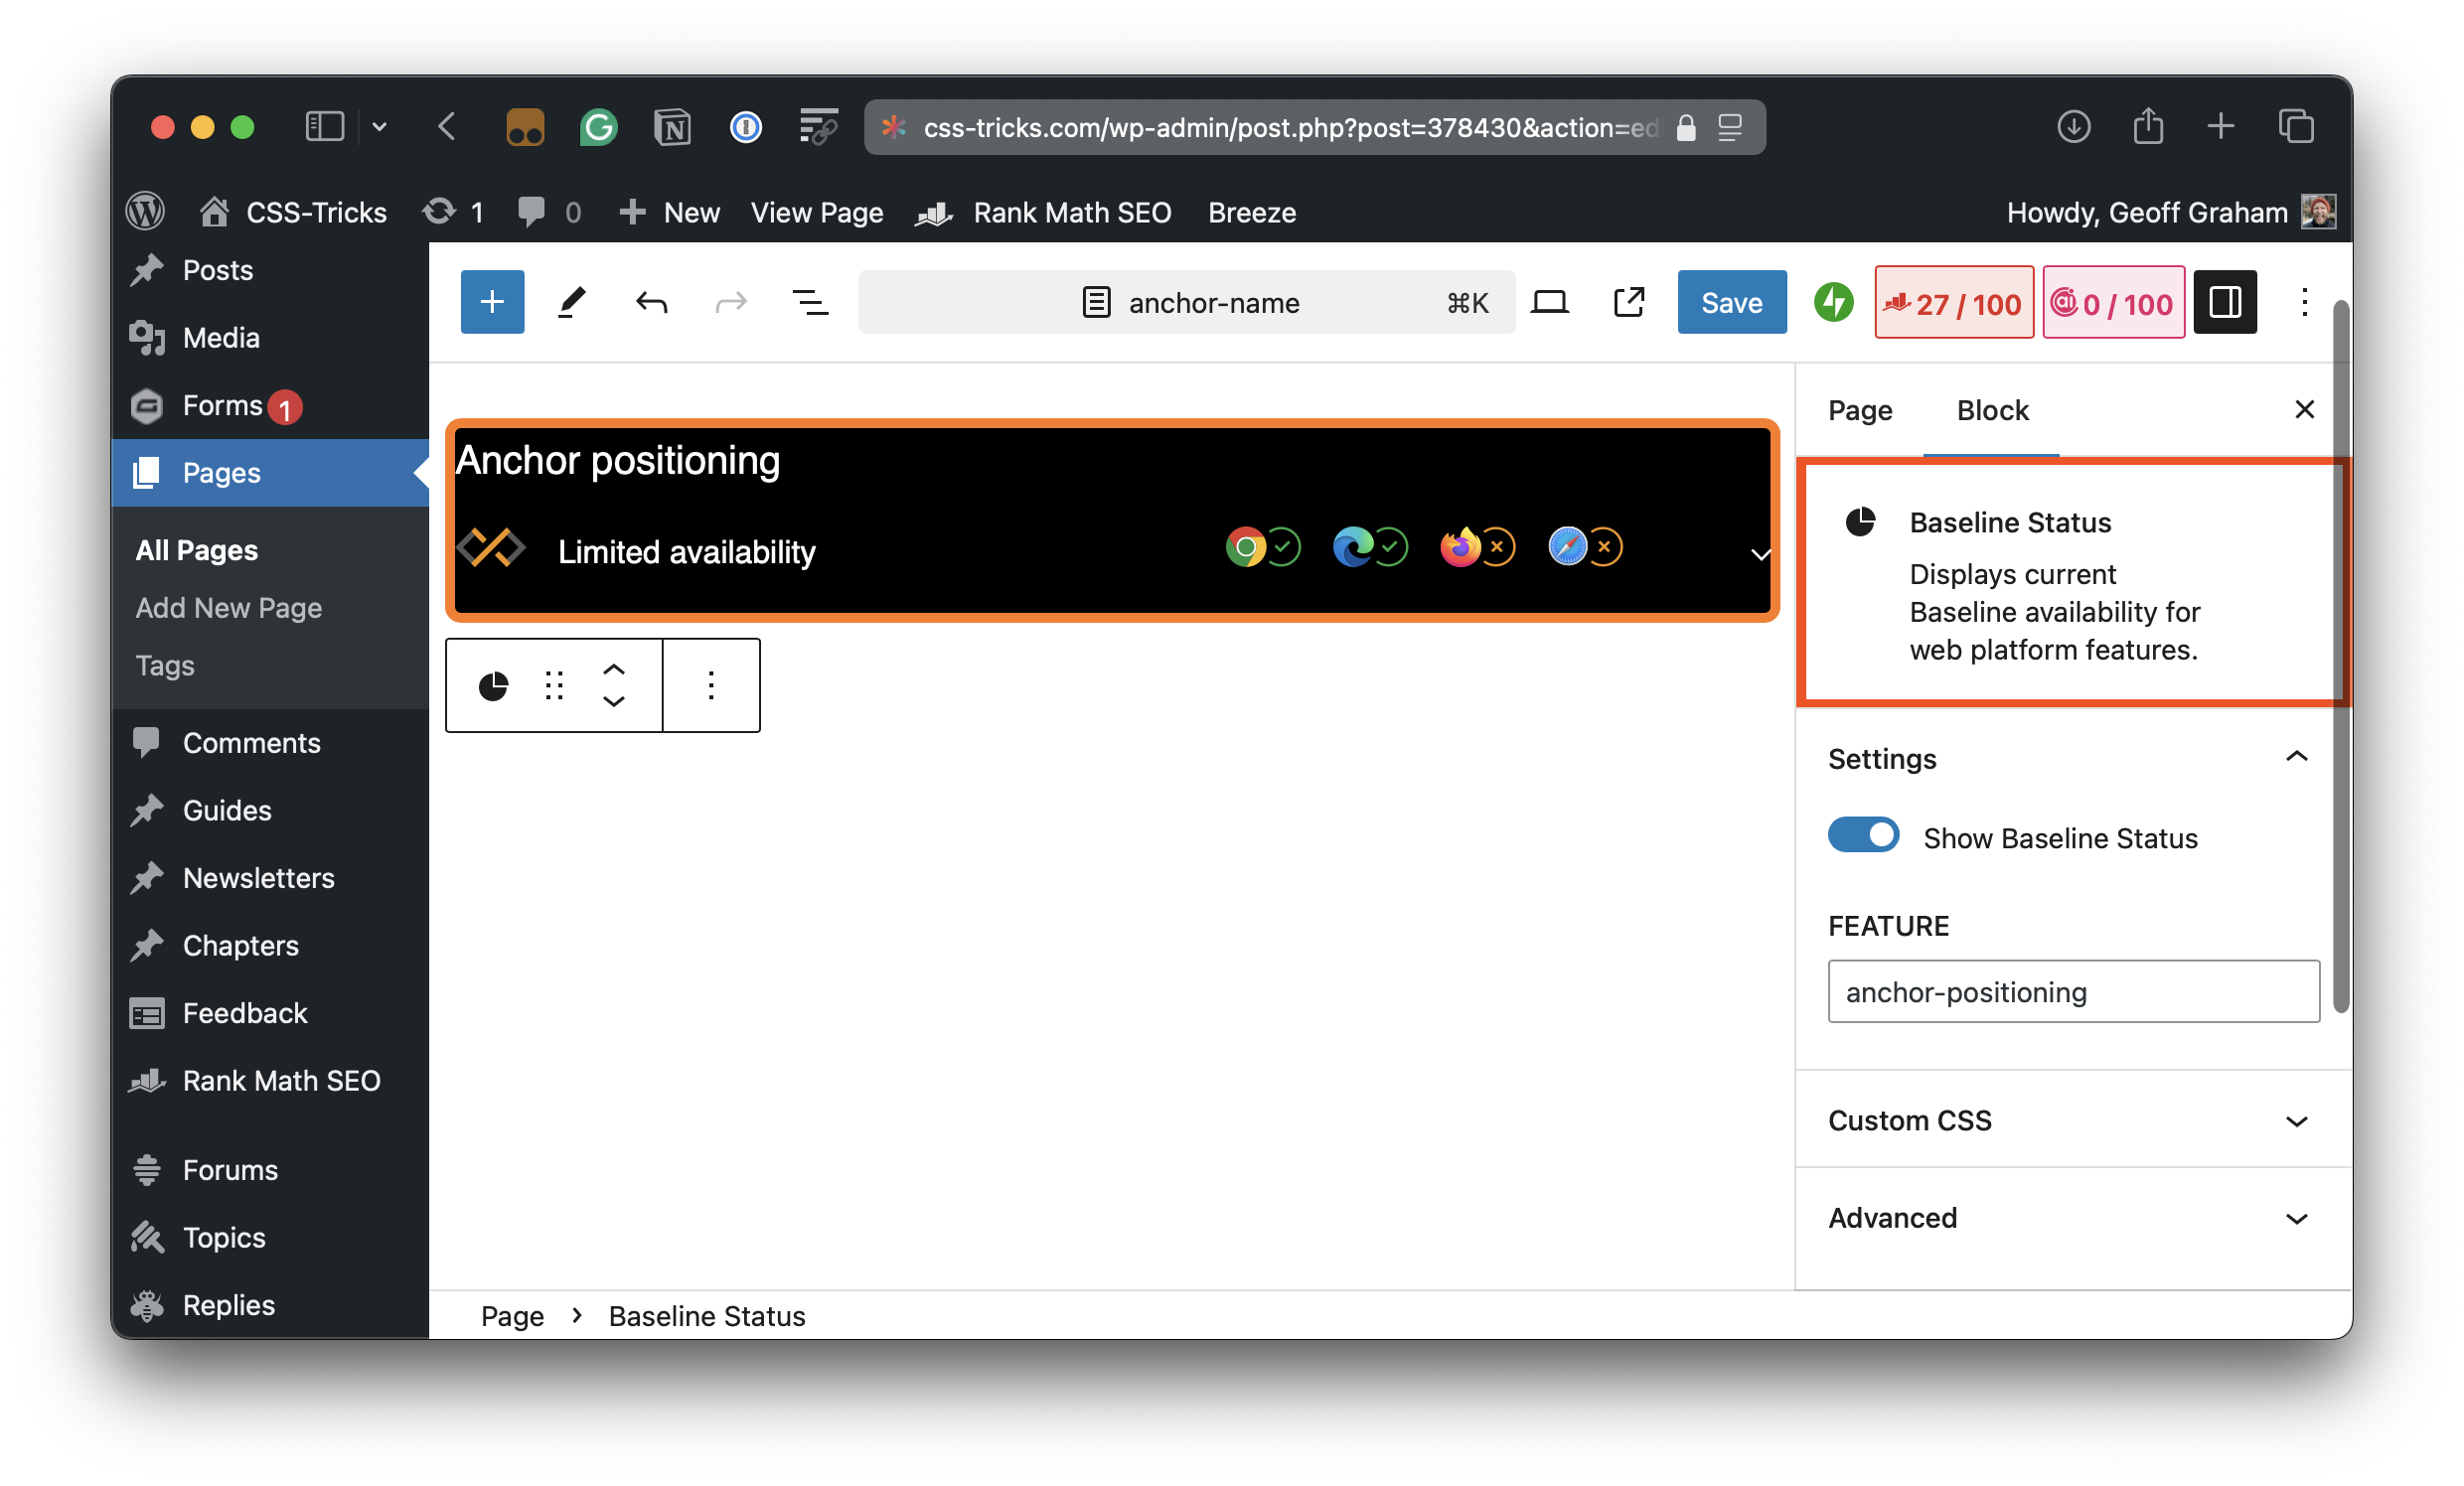 css-tricks.com/wp-admin/post.php?post=378430&action=ed
CSS-Tricks
1
0
New
View Page
Rank Math SEO
Breeze
Howdy, Geoff Graham
Posts
Media
Forms 1
Pages
All Pages
Add New Page
Tags
Comments
Guides
Newsletters
Chapters
Feedback
Rank Math SEO
Forums
Topics
Replies
anchor-name
⌘K
Save
27 / 100
0 / 100
Anchor positioning
Limited availability
Page
Block
Baseline Status
Displays current
Baseline availability for
web platform features.
Settings
Show Baseline Status
FEATURE
anchor-positioning
Custom CSS
Advanced
Page › Baseline Status